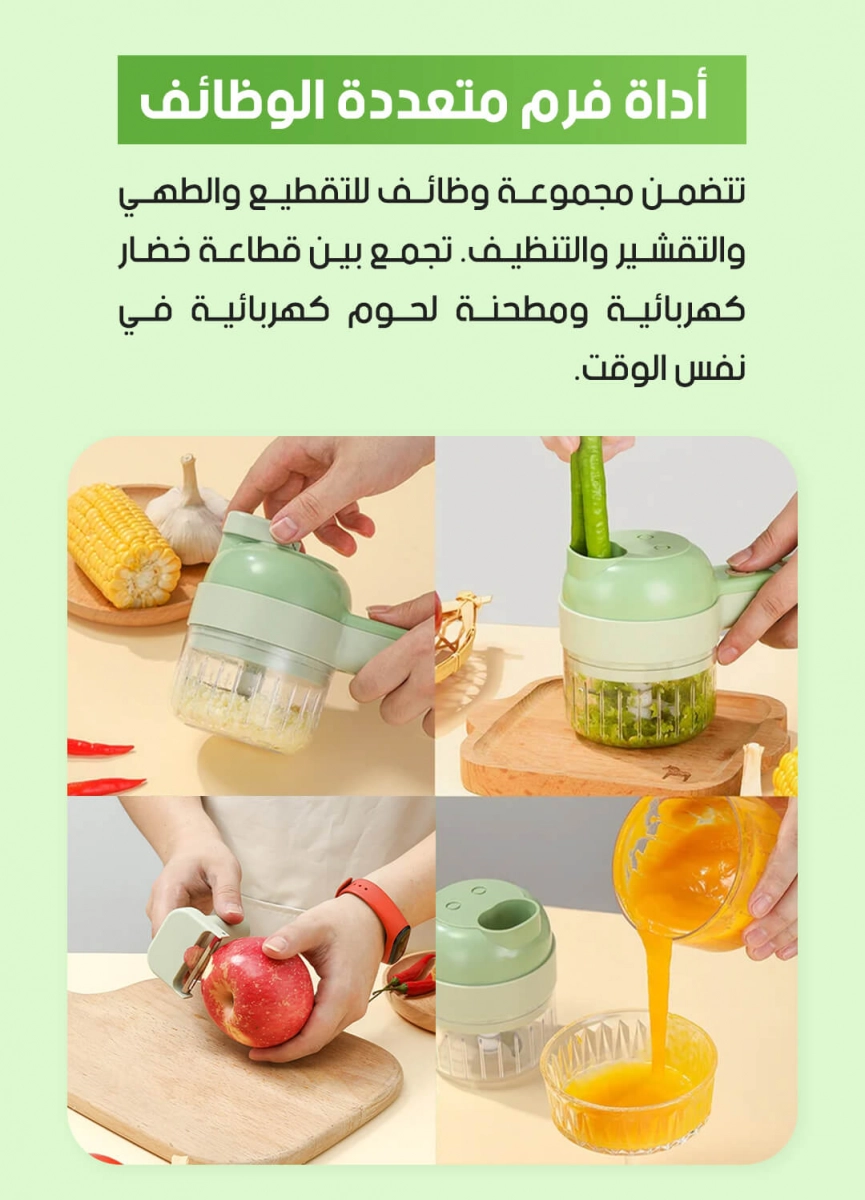 أداة فرم متعددة الوظائف
تتضمن مجموعة وظائف للتقطيع والطهي
والتقشير والتنظيف. تجمع بين قطاعة خضار
كهربائية ومطحنة لحوم كهربائية في
نفس الوقت.